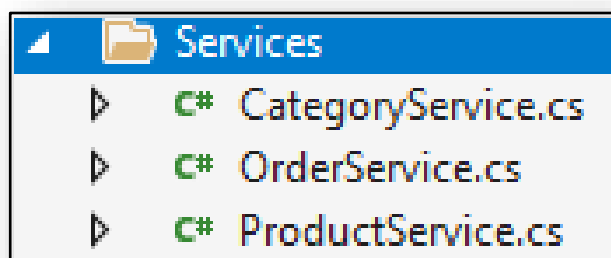 Services
C# CategoryService.cs
C# OrderService.cs
C# ProductService.cs